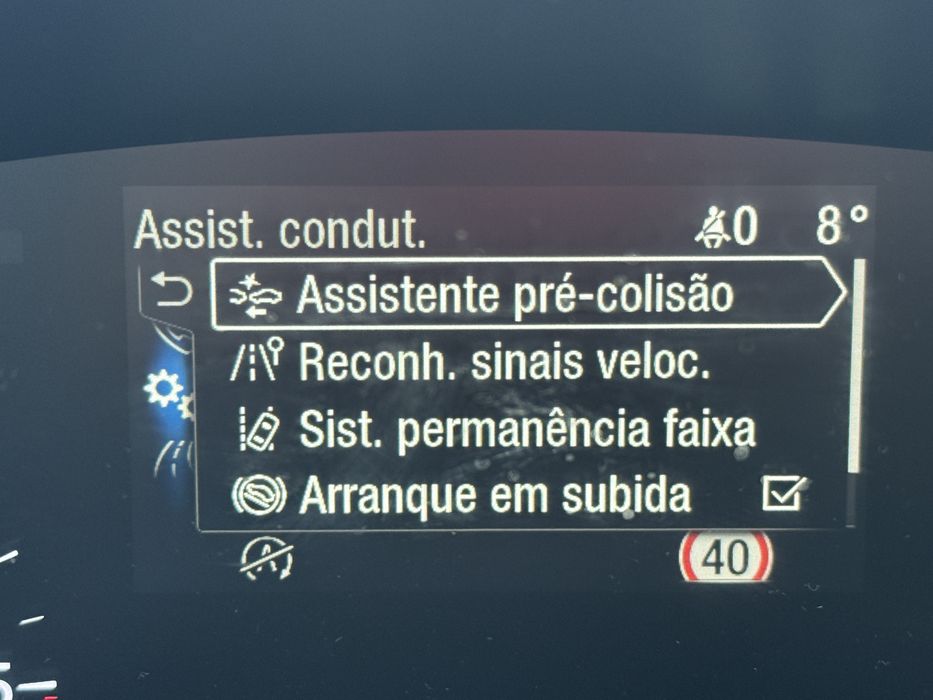 Assist. condut. 0 8°
Assistente pré-colisão
Reconh. sinais veloc.
Sist. permanência faixa
Arranque em subida
A 40